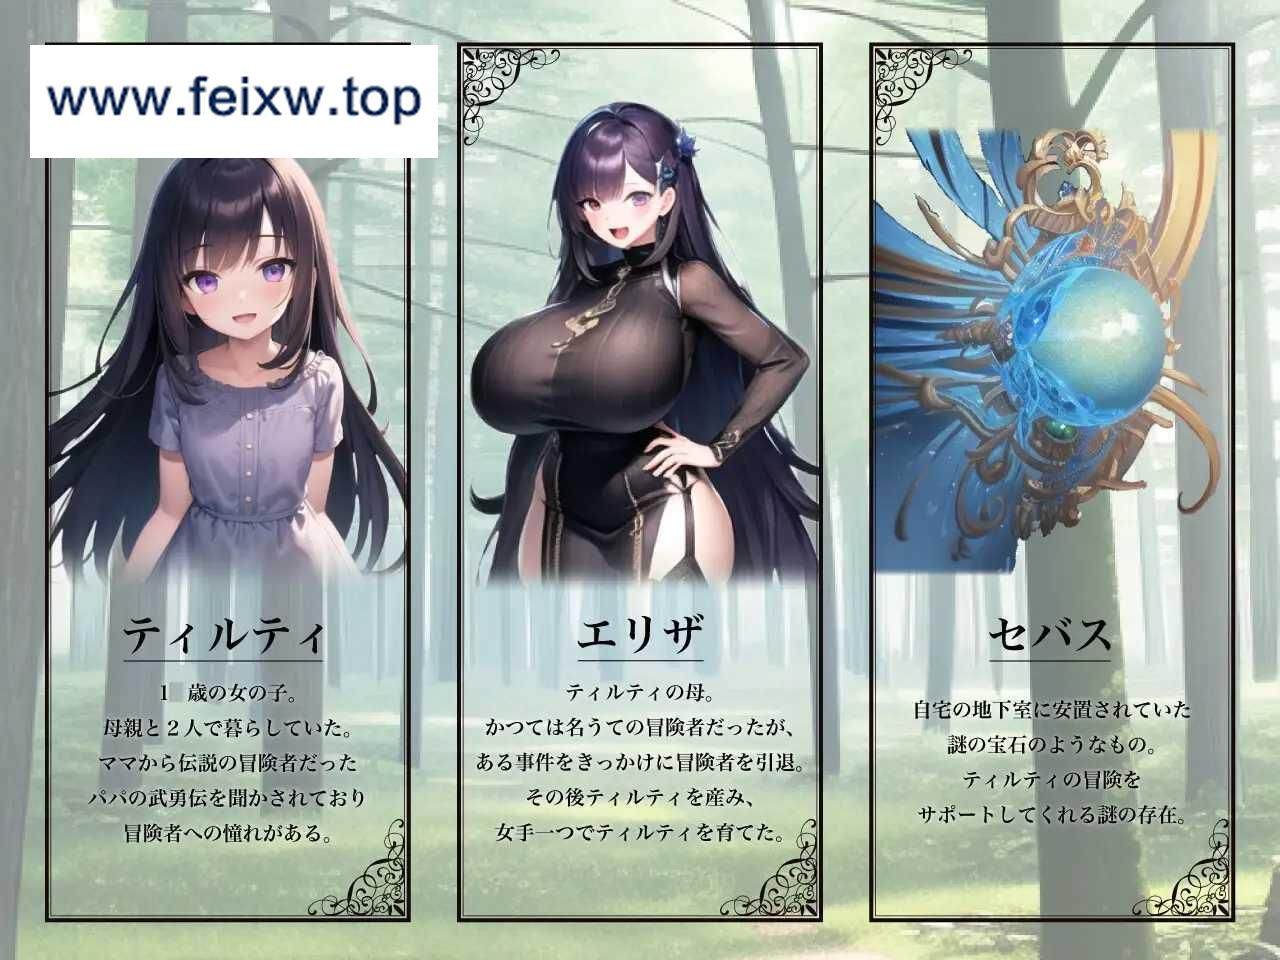 www.feixw.top
ティルティ
1 歳の女の子。
母親と２人で暮らしていた。
ママから伝説の冒険者だった
パパの武勇伝を聞かされており
冒険者への憧れがある。
エリザ
ティルティの母。
かつては名うての冒険者だったが、
ある事件をきっかけに冒険者を引退。
その後ティルティを産み、
女手一つでティルティを育てた。
セバス
自宅の地下室に安置されていた
謎の宝石のようなもの。
ティルティの冒険を
サポートしてくれる謎の存在。